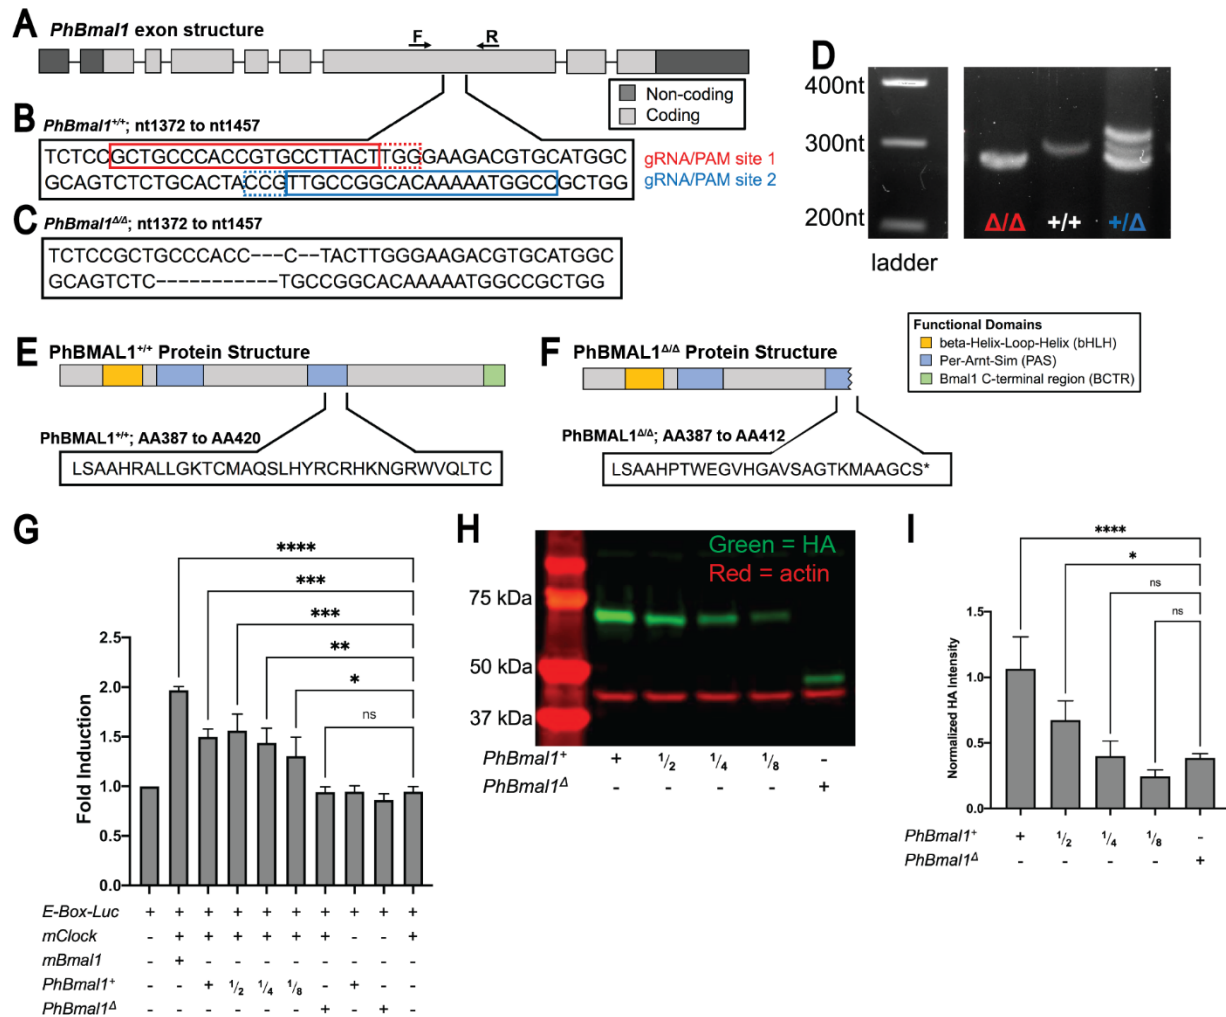 A
PhBmal1 exon structure
F
R
Non-coding
Coding
B
PhBmal1+/+; nt1372 to nt1457
TCTCCGCTGCCCACCGTGCCTTACTTGGGAAGACGTGCATGGC
GCAGTCTCTGCACTACCCGTTGCCGGCACAAAAATGGCCGCTGG
gRNA/PAM site 1
gRNA/PAM site 2
C
PhBmal1Δ/Δ; nt1372 to nt1457
TCTCCGCTGCCCACC---C--TACTTGGGAAGACGTGCATGGC
GCAGTCTC------------TGCCGGCACAAAAATGGCCGCTGG
D
400nt
300nt
200nt
ladder
Δ/Δ
+/+
+/Δ
E
PhBMAL1+/+ Protein Structure
PhBMAL1+/+; AA387 to AA420
LSAAHRALLGKTCMAQSLHYRCRHKNGRWVQLTC
F
PhBMAL1Δ/Δ Protein Structure
PhBMAL1Δ/Δ; AA387 to AA412
LSAAHPTWEGVHGAVSAGTKMAAGCS*
Functional Domains
beta-Helix-Loop-Helix (bHLH)
Per-Arnt-Sim (PAS)
Bmal1 C-terminal region (BCTR)
G
****
***
***
**
*
ns
Fold Induction
2.5
2.0
1.5
1.0
0.5
0.0
E-Box-Luc + + + + + + + + + +
mClock - + + + + + + - - +
mBmal1 - + - - - - - - - -
PhBmal1+ - - + 1/2 1/4 1/8 - + - -
PhBmal1Δ - - - - - - + - + -
H
Green = HA
Red = actin
75 kDa
50 kDa
37 kDa
PhBmal1+ + 1/2 1/4 1/8 -
PhBmal1Δ - - - - +
I
****
*
ns
ns
Normalized HA Intensity
1.5
1.0
0.5
0.0
PhBmal1+ + 1/2 1/4 1/8 -
PhBmal1Δ - - - - +